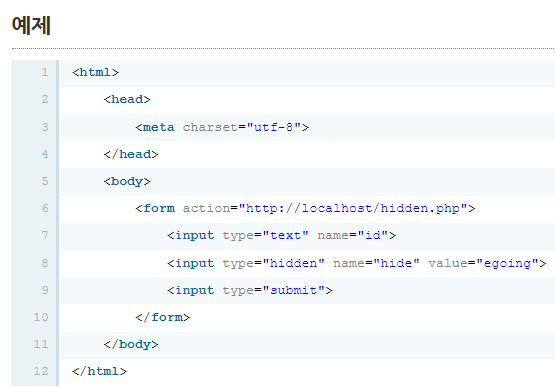 예제
1 <html>
2     <head>
3         <meta charset="utf-8">
4     </head>
5     <body>
6         <form action="http://localhost/hidden.php">
7             <input type="text" name="id">
8             <input type="hidden" name="hide" value="egoing">
9             <input type="submit">
10         </form>
11     </body>
12 </html>